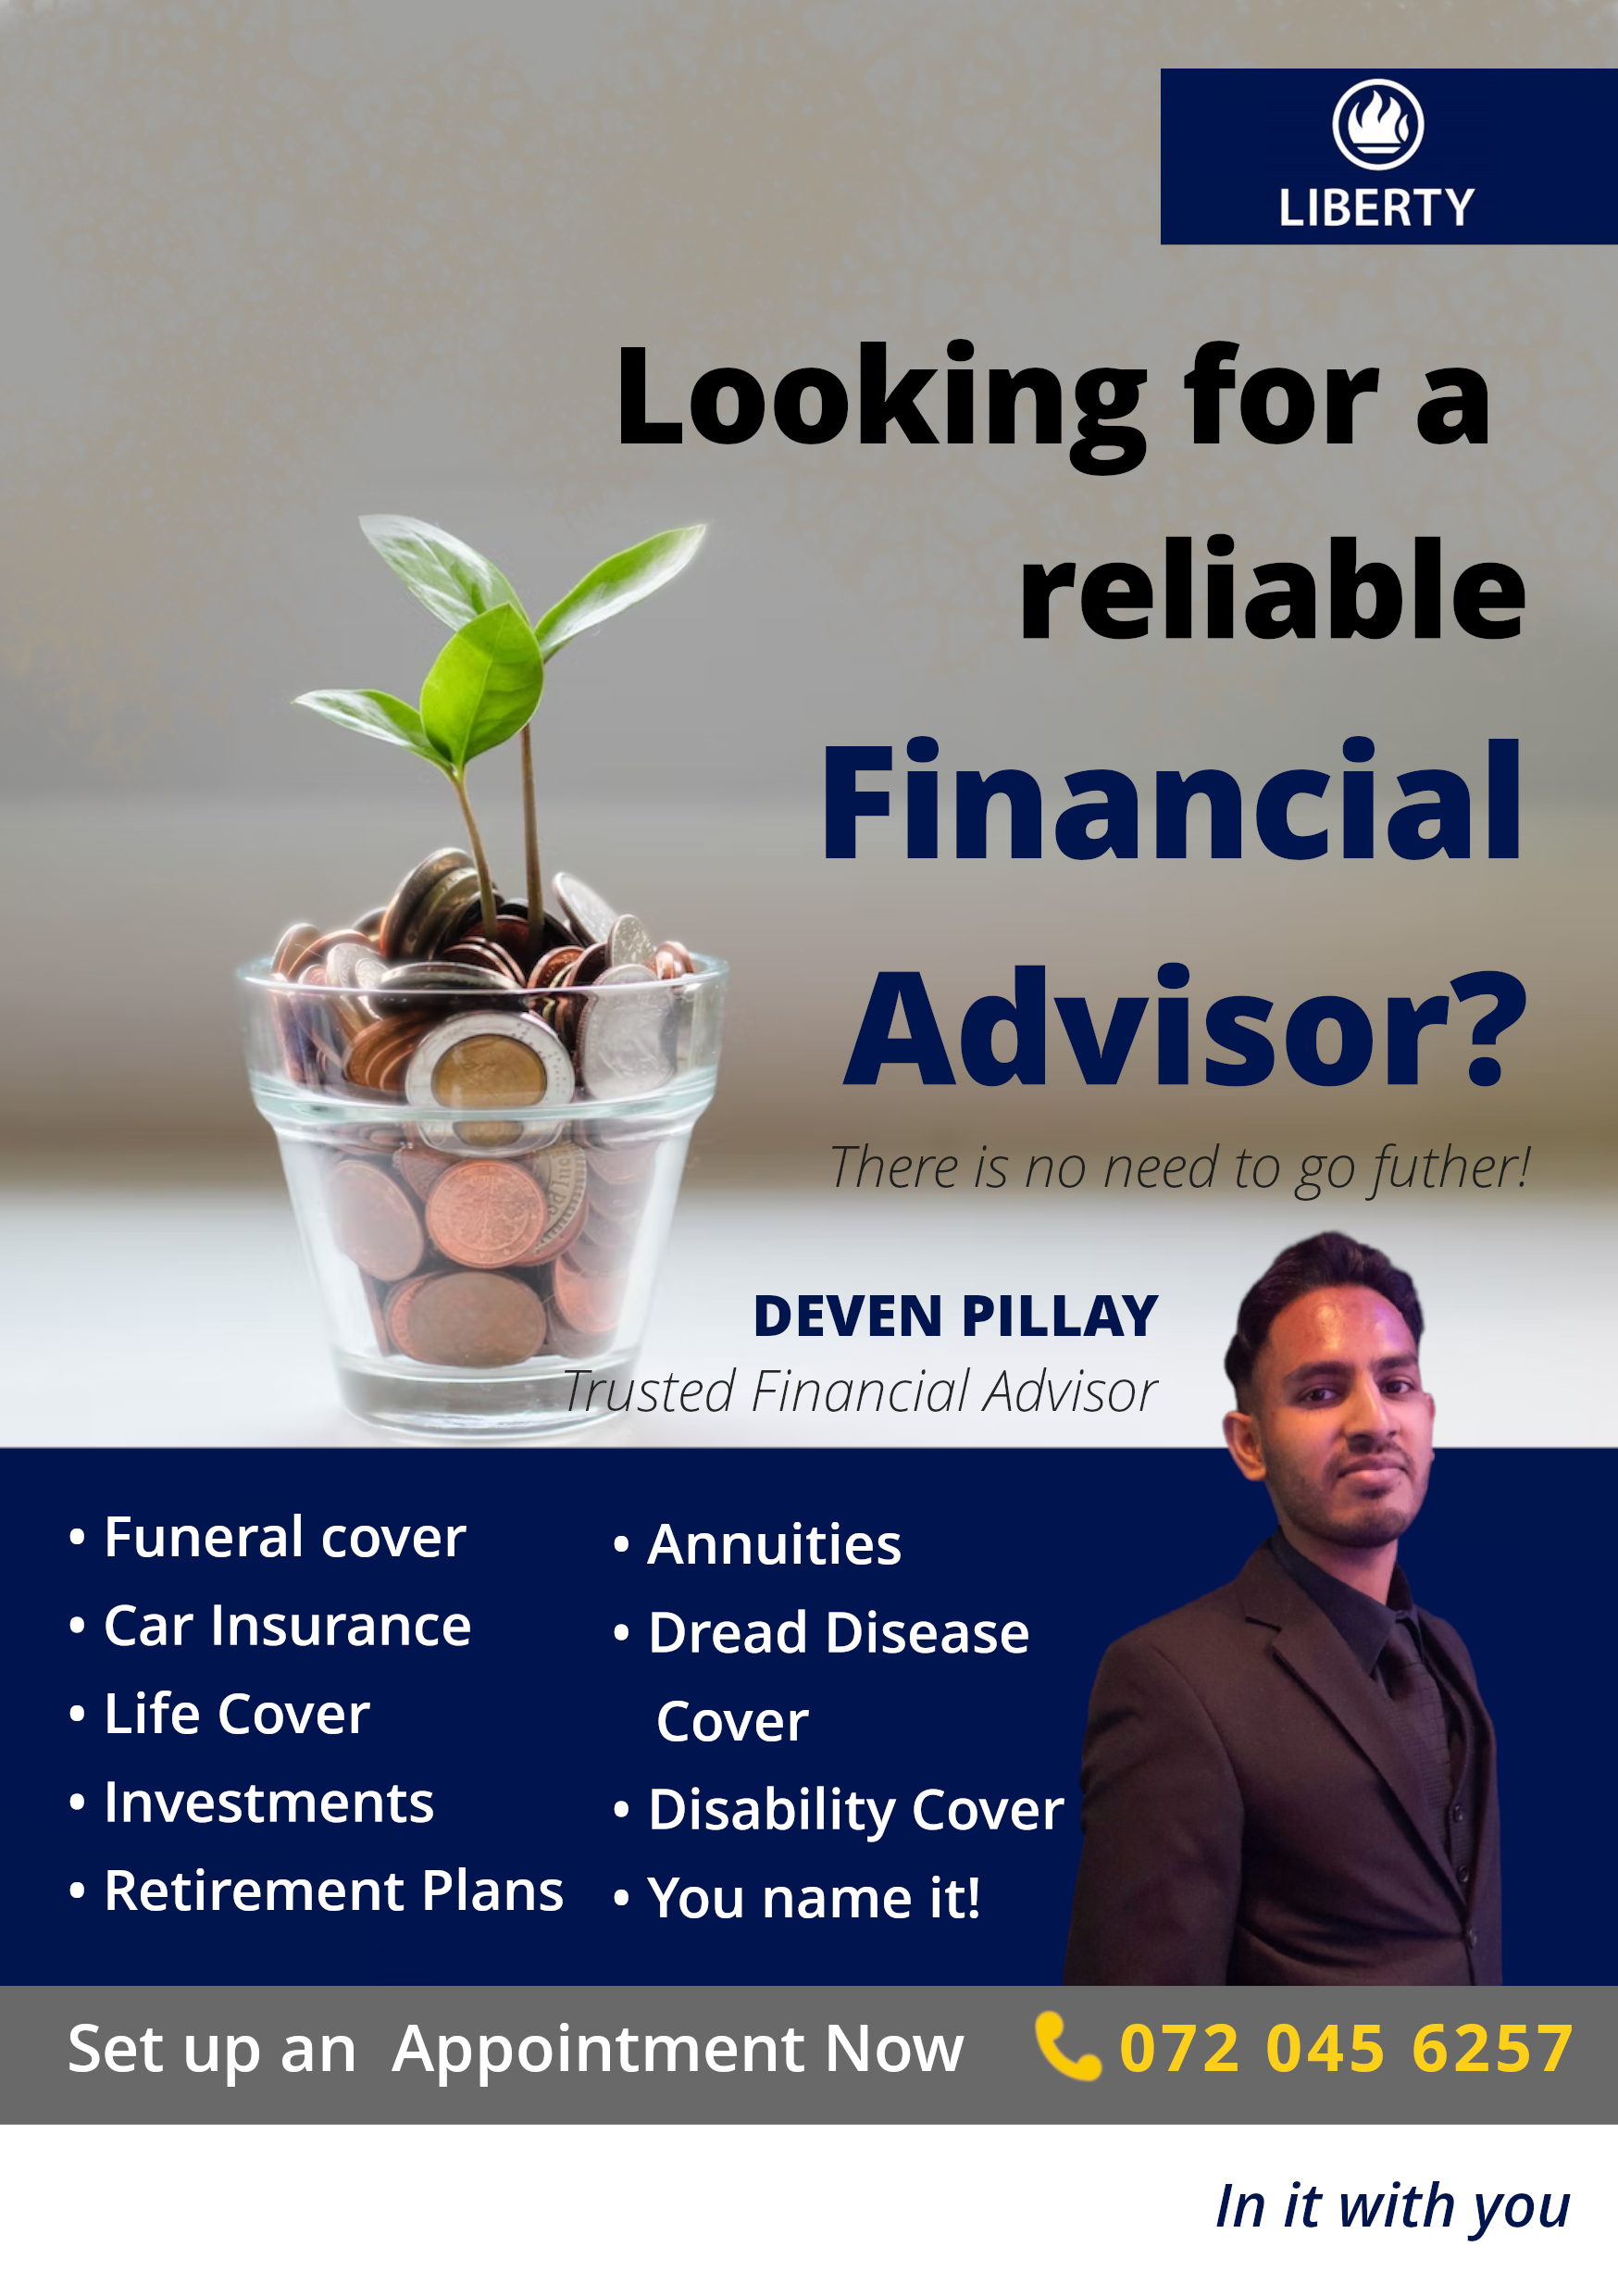 LIBERTY
Looking for a
reliable
Financial
Advisor?
There is no need to go futher!
DEVEN PILLAY
Trusted Financial Advisor
• Funeral cover
• Car Insurance
• Life Cover
• Investments
• Retirement Plans
• Annuities
• Dread Disease
Cover
• Disability Cover
• You name it!
Set up an Appointment Now
072 045 6257
In it with you